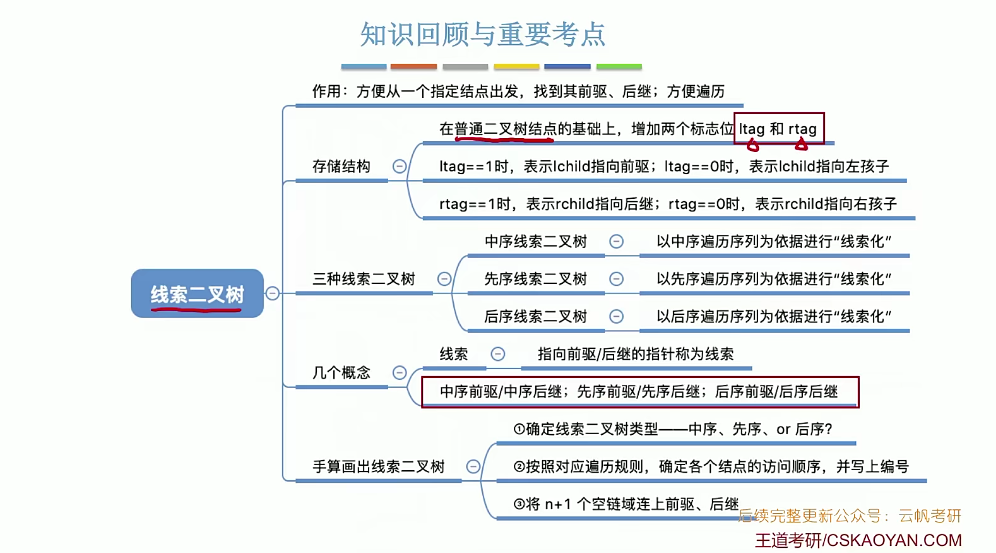 知识回顾与重要考点
作用：方便从一个指定结点出发，找到其前驱、后继；方便遍历
在普通二叉树结点的基础上，增加两个标志位 ltag 和 rtag
存储结构
ltag==1时，表示lchild指向前驱；ltag==0时，表示lchild指向左孩子
rtag==1时，表示rchild指向后继；rtag==0时，表示rchild指向右孩子
中序线索二叉树
以中序遍历序列为依据进行“线索化”
三种线索二叉树
先序线索二叉树
以先序遍历序列为依据进行“线索化”
后序线索二叉树
以后序遍历序列为依据进行“线索化”
线索二叉树
线索
指向前驱/后继的指针称为线索
几个概念
中序前驱/中序后继；先序前驱/先序后继；后序前驱/后序后继
①确定线索二叉树类型——中序、先序、or 后序?
手算画出线索二叉树
②按照对应遍历规则，确定各个结点的访问顺序，并写上编号
③将 n+1 个空链域连上前驱、后继
后续完整更新公众号：云帆考研
王道考研/CSKAOYAN.COM